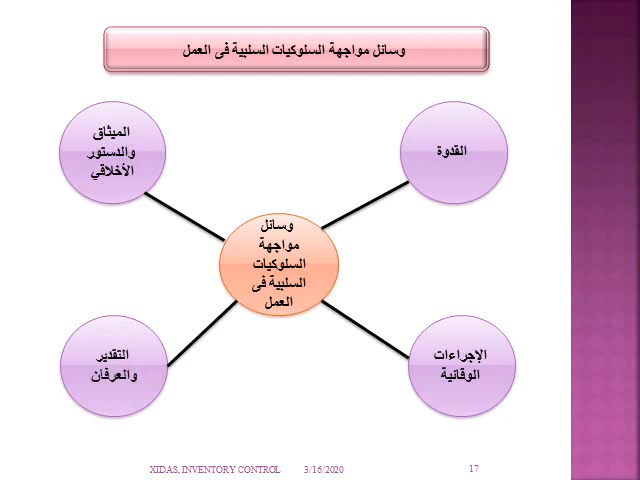 وسائل مواجهة السلوكيات السلبية فى العمل
القدوة
الميثاق
والدستور
الأخلاقي
وسائل
مواجهة
السلوكيات
السلبية فى
العمل
الإجراءات
الوقائية
التقدير
والعرفأن
XIDAS, INVENTORY CONTROL 3/16/2020 17